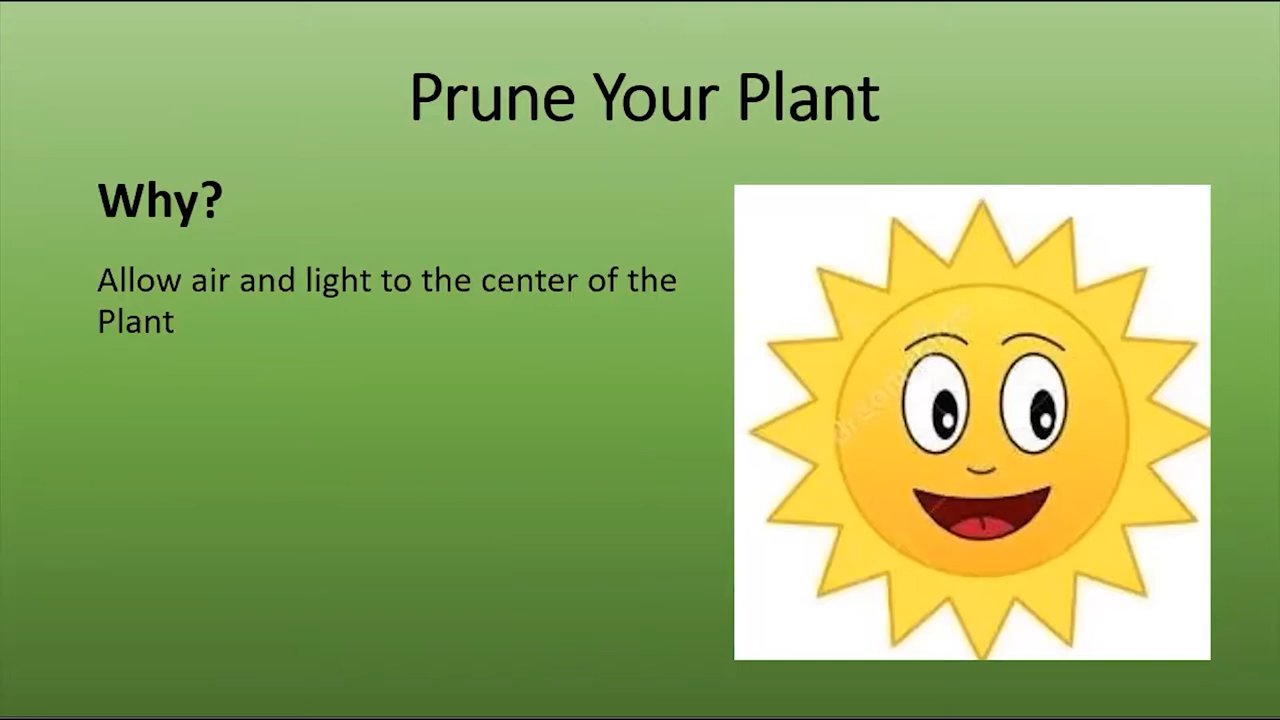 Prune Your Plant
Why?
Allow air and light to the center of the
Plant